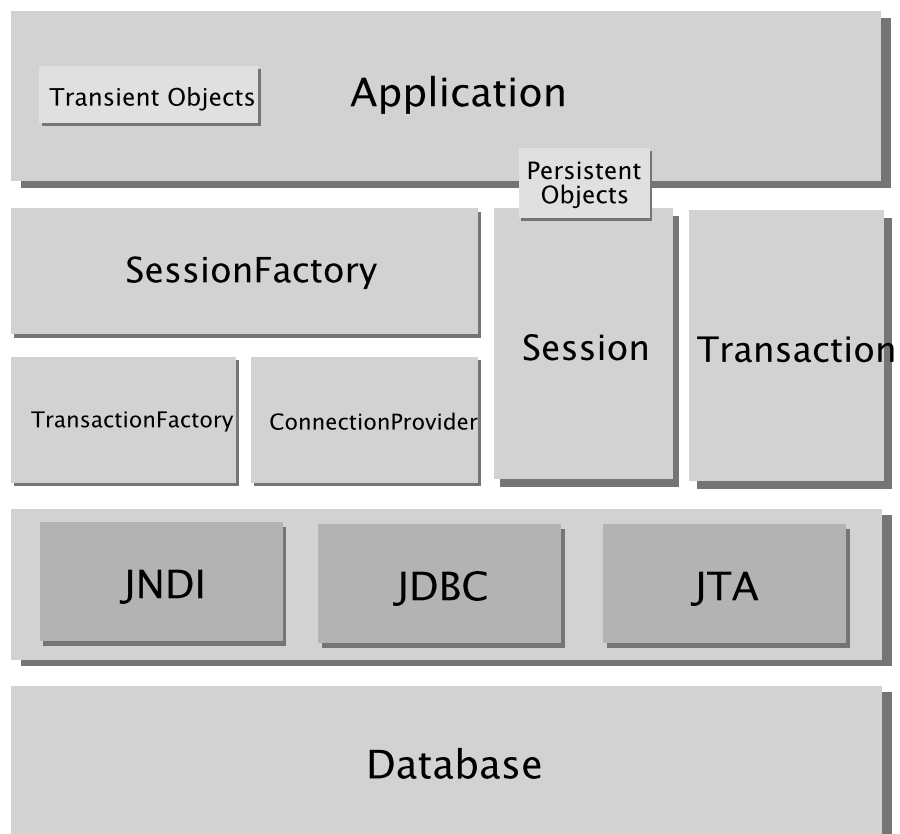 Transient Objects
Application
Persistent
Objects
SessionFactory
Session
Transaction
TransactionFactory
ConnectionProvider
JNDI
JDBC
JTA
Database